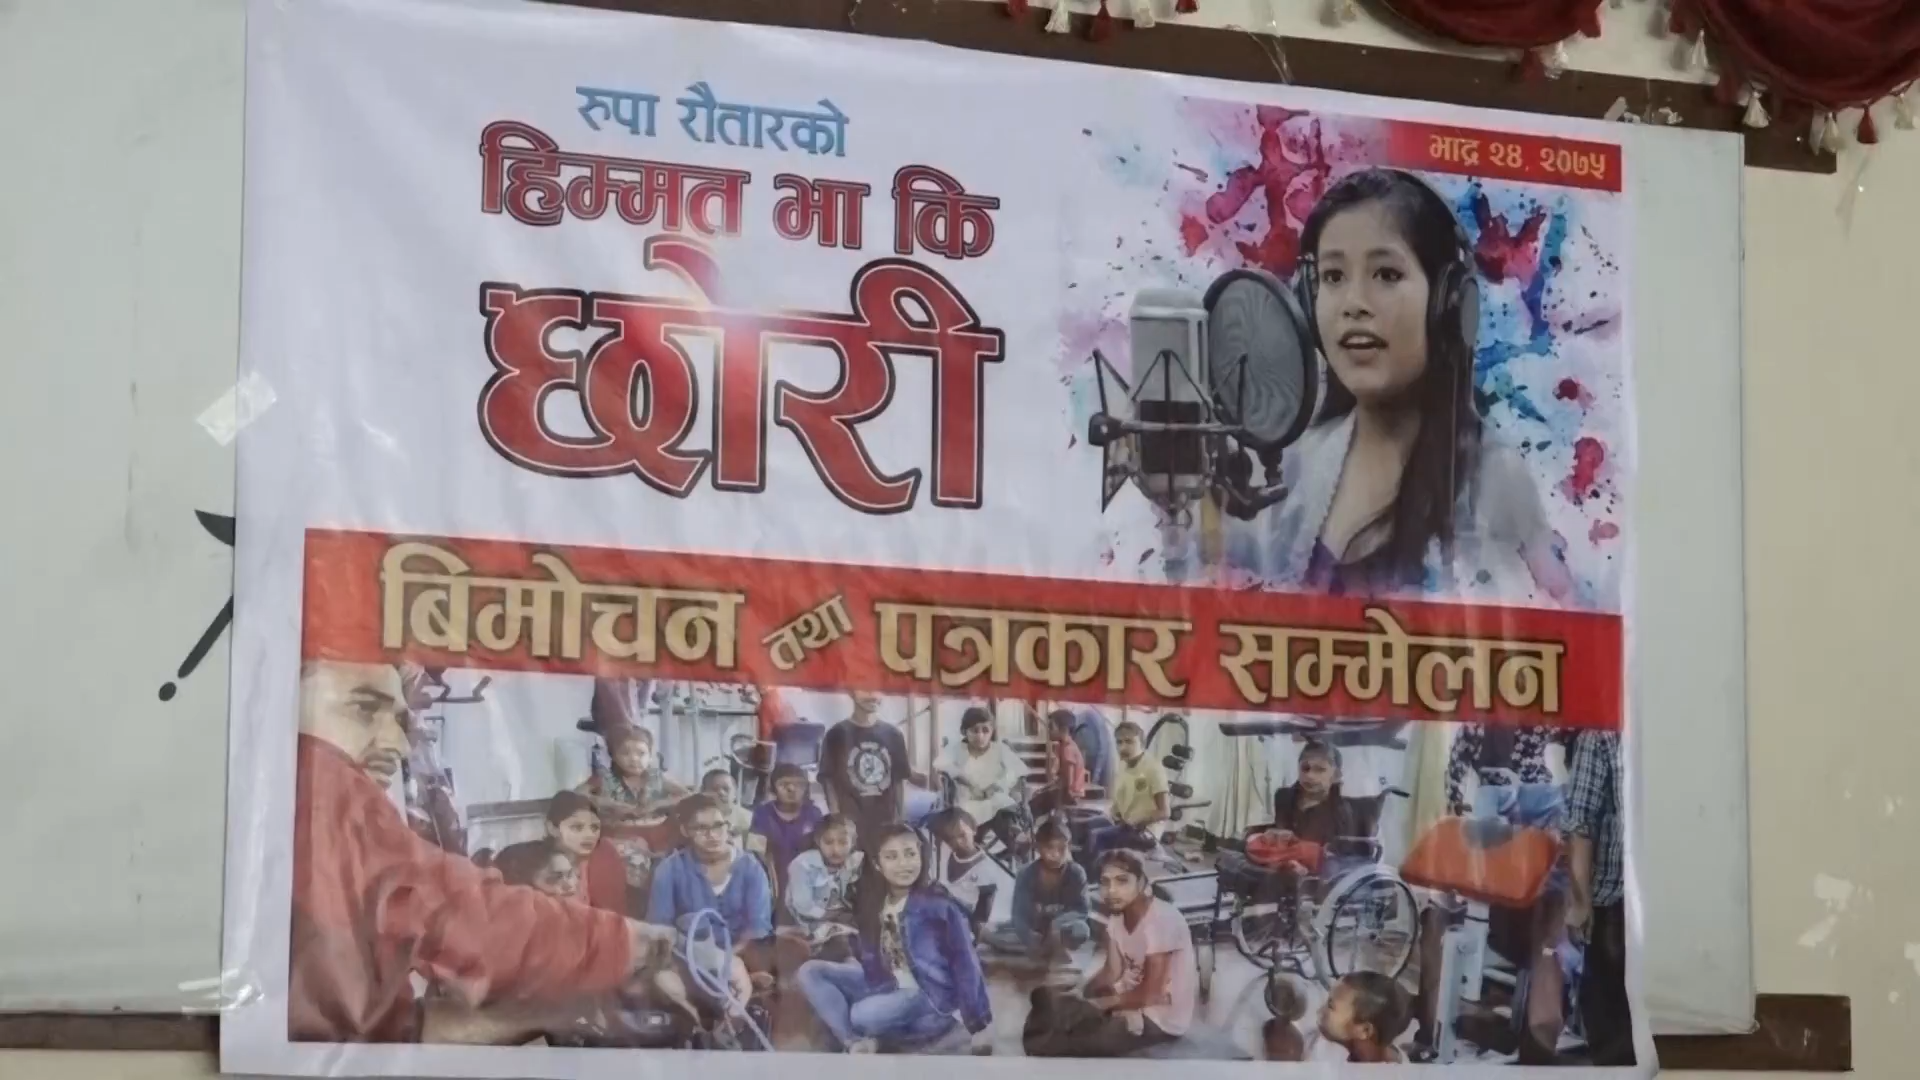 रुपा रौतारको
हिम्मत भा कि
छोरी
भाद्र २४, २०७५
बिमोचन तथा पत्रकार सम्मेलन